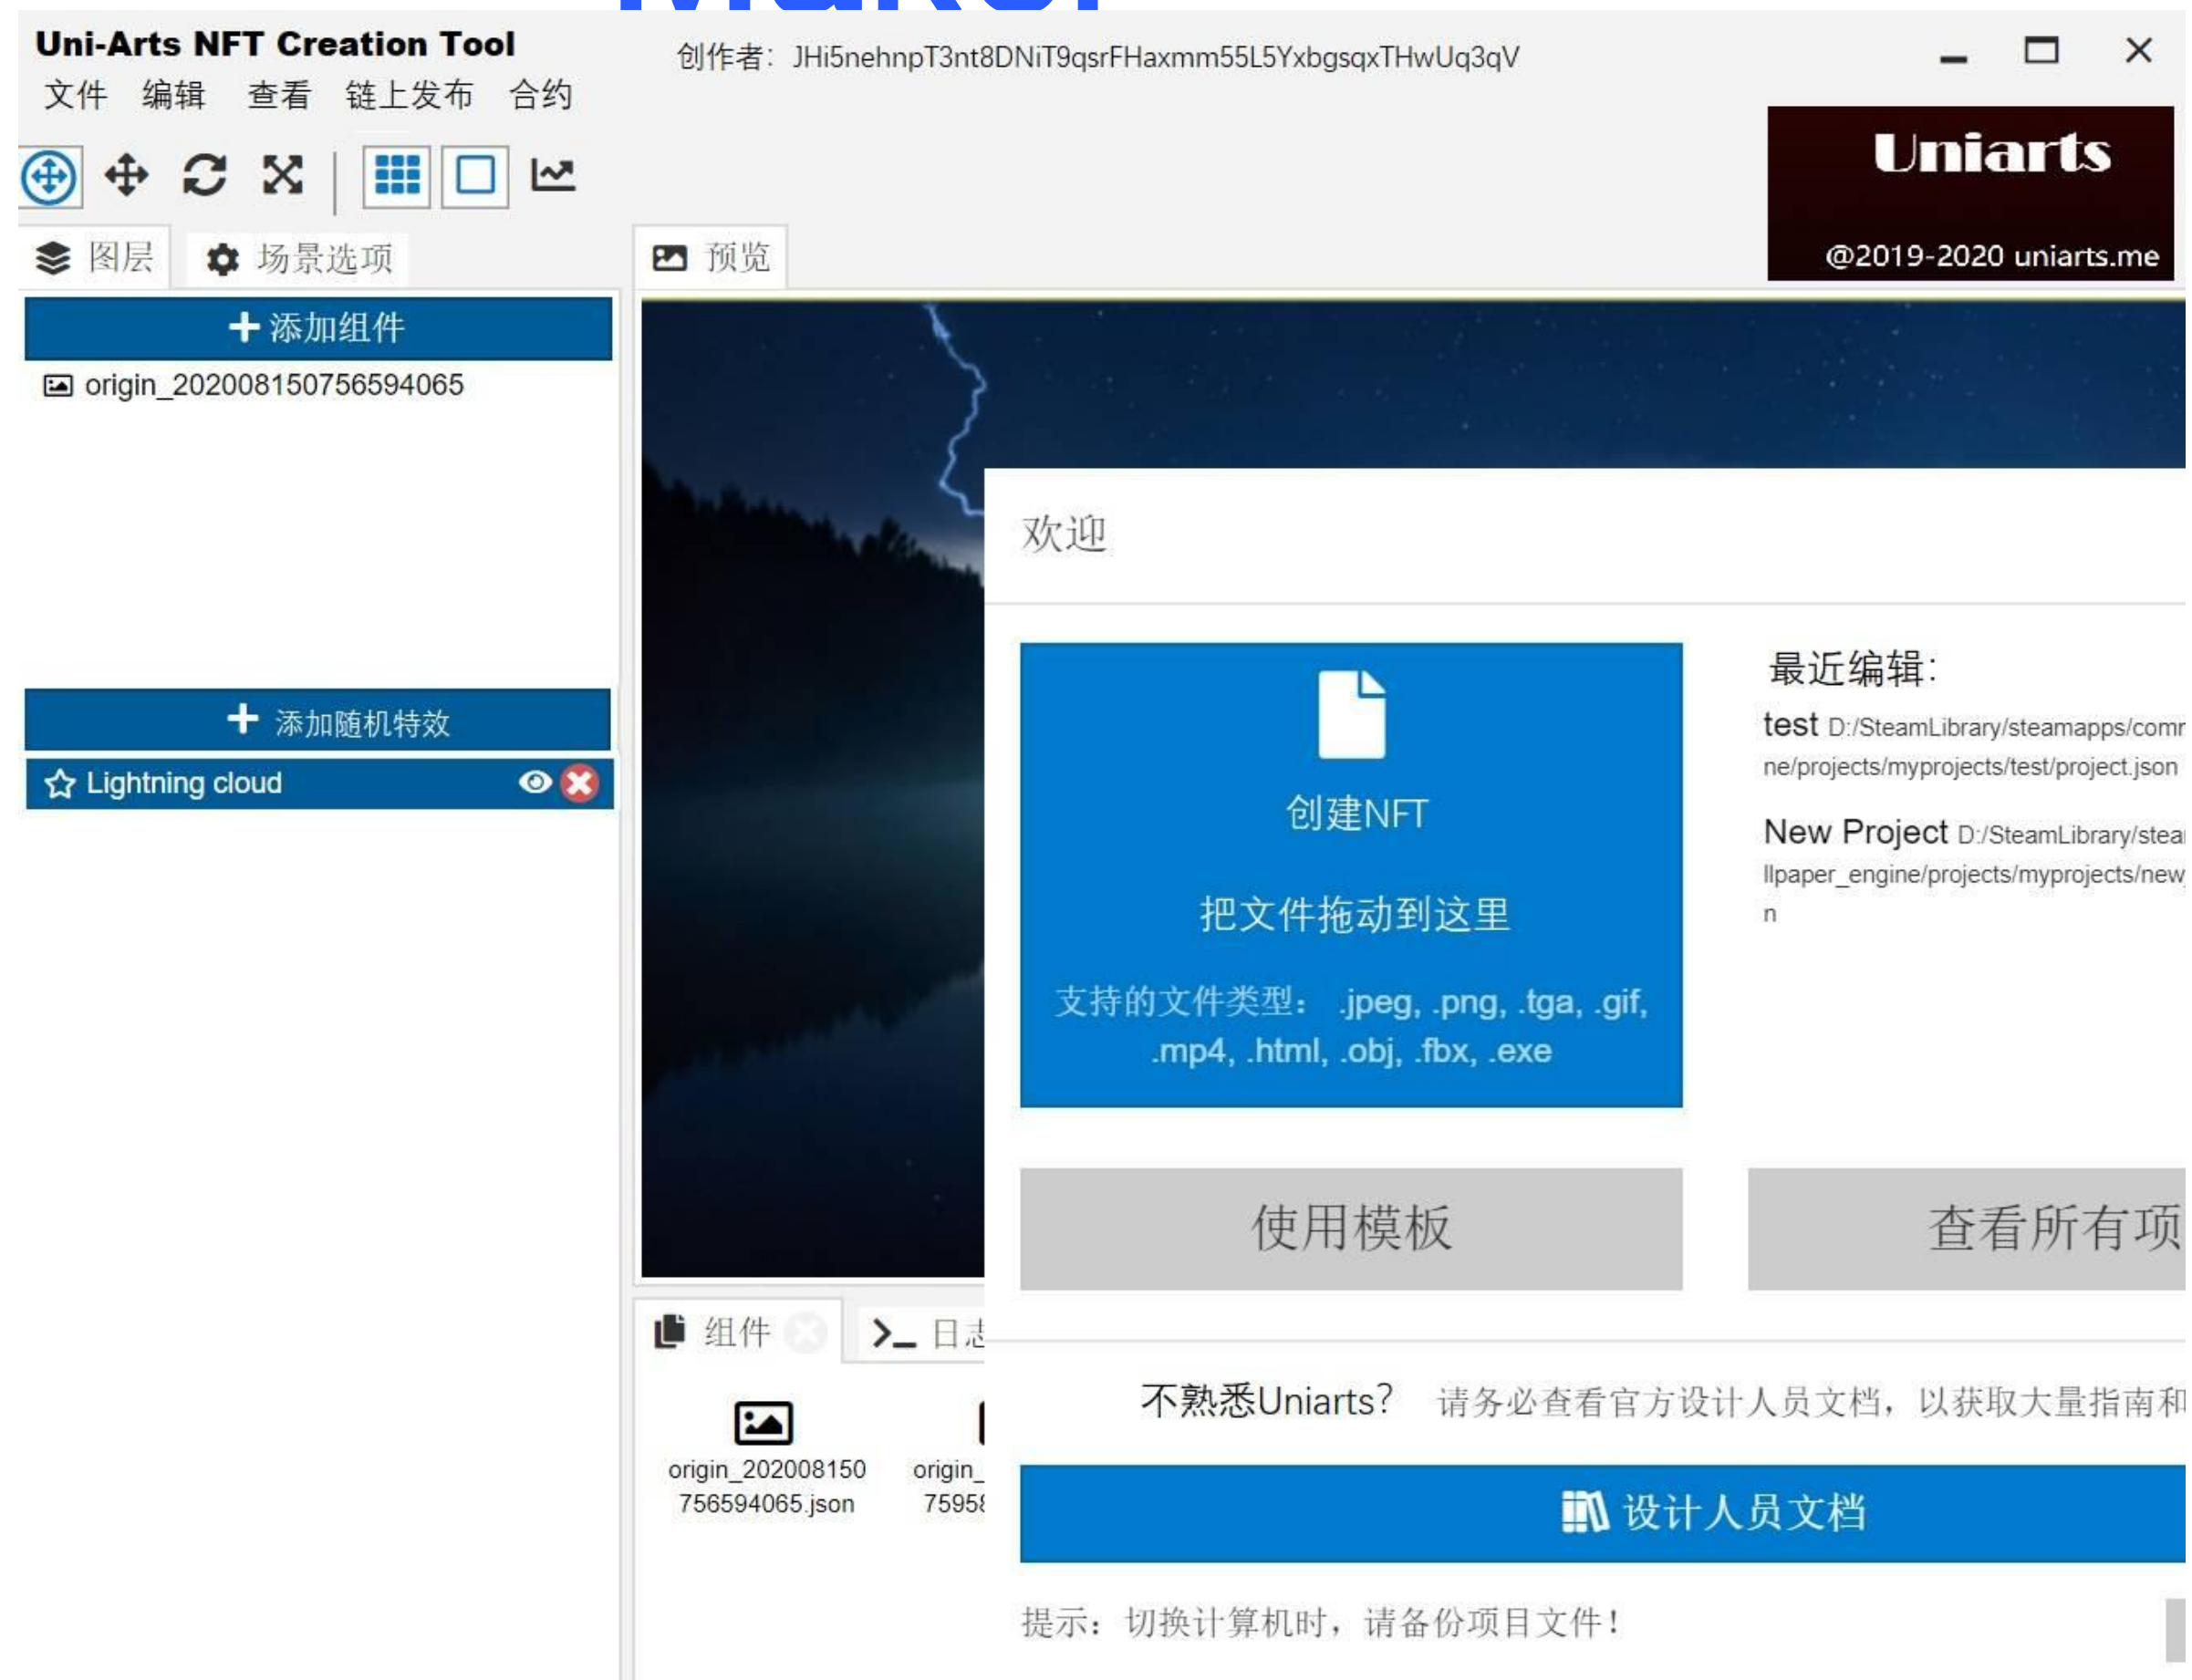 Uni-Arts NFT Creation Tool
创作者：JHi5nehnpT3nt8DNiT9qsrFHaxmm55L5YxbgsqxTHwUq3qV
文件 编辑 查看 链上发布 合约
Uniarts
@2019-2020 uniarts.me
图层 场景选项
预览
添加组件
origin_202008150756594065
添加随机特效
Lightning cloud
欢迎
创建NFT
把文件拖动到这里
支持的文件类型： .jpeg, .png, .tga, .gif,
.mp4, .html, .obj, .fbx, .exe
最近编辑：
test D:/SteamLibrary/steamapps/com
ne/projects/myprojects/test/project.json
New Project D:/SteamLibrary/stea
llpaper_engine/projects/myprojects/new
n
使用模板
查看所有项
组件 日志
origin_202008150
756594065.json
origin_
7595
不熟悉Uniarts？ 请务必查看官方设计人员文档，以获取大量指南和
设计人员文档
提示：切换计算机时，请备份项目文件！